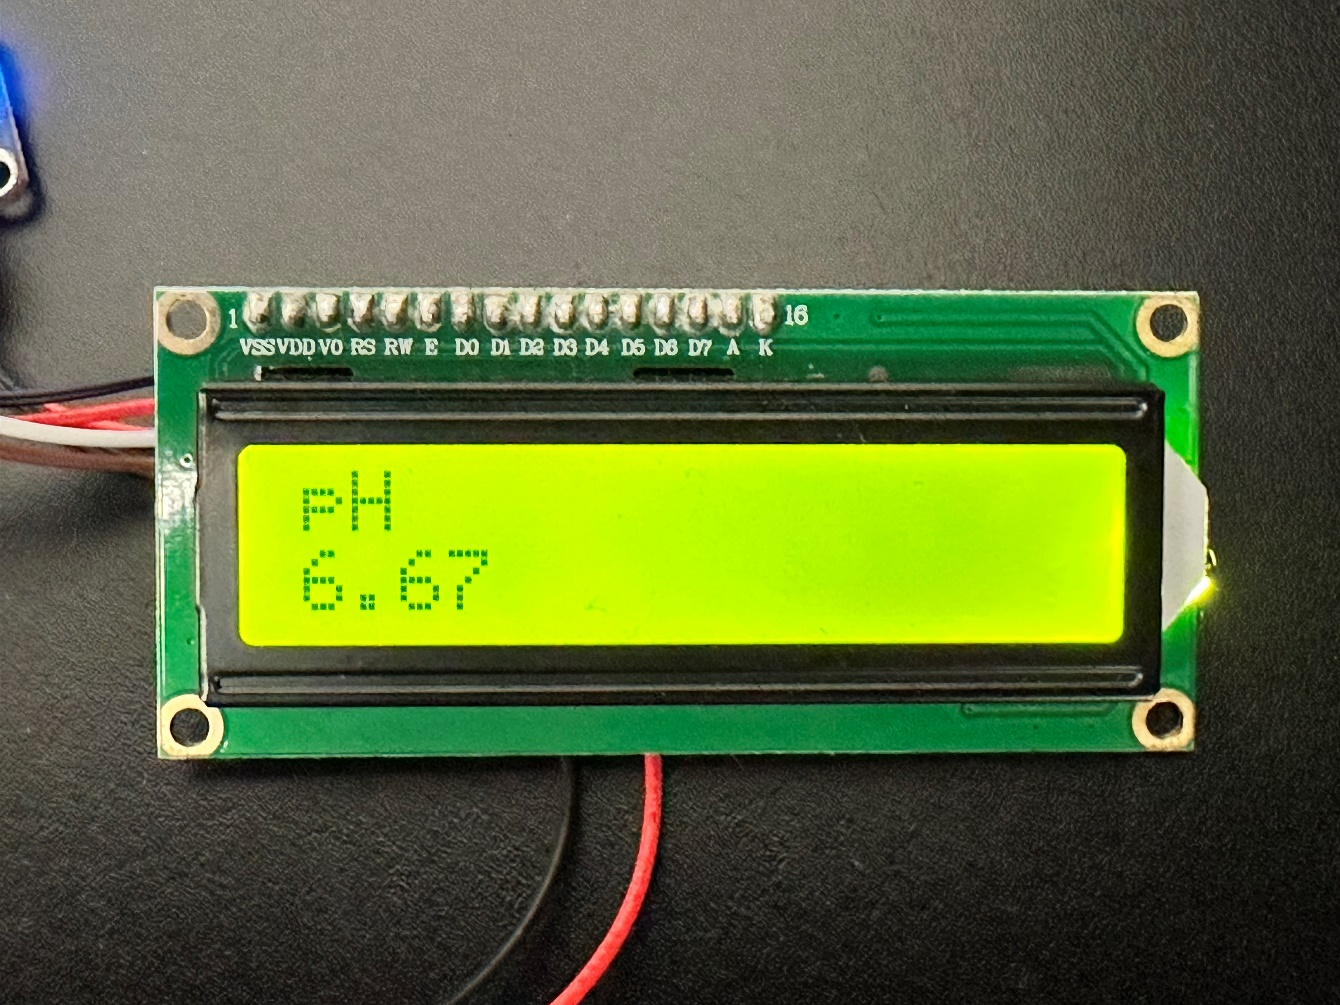 1 16
VSS VDD V0 RS RW E D0 D1 D2 D3 D4 D5 D6 D7 A K
pH
6.67